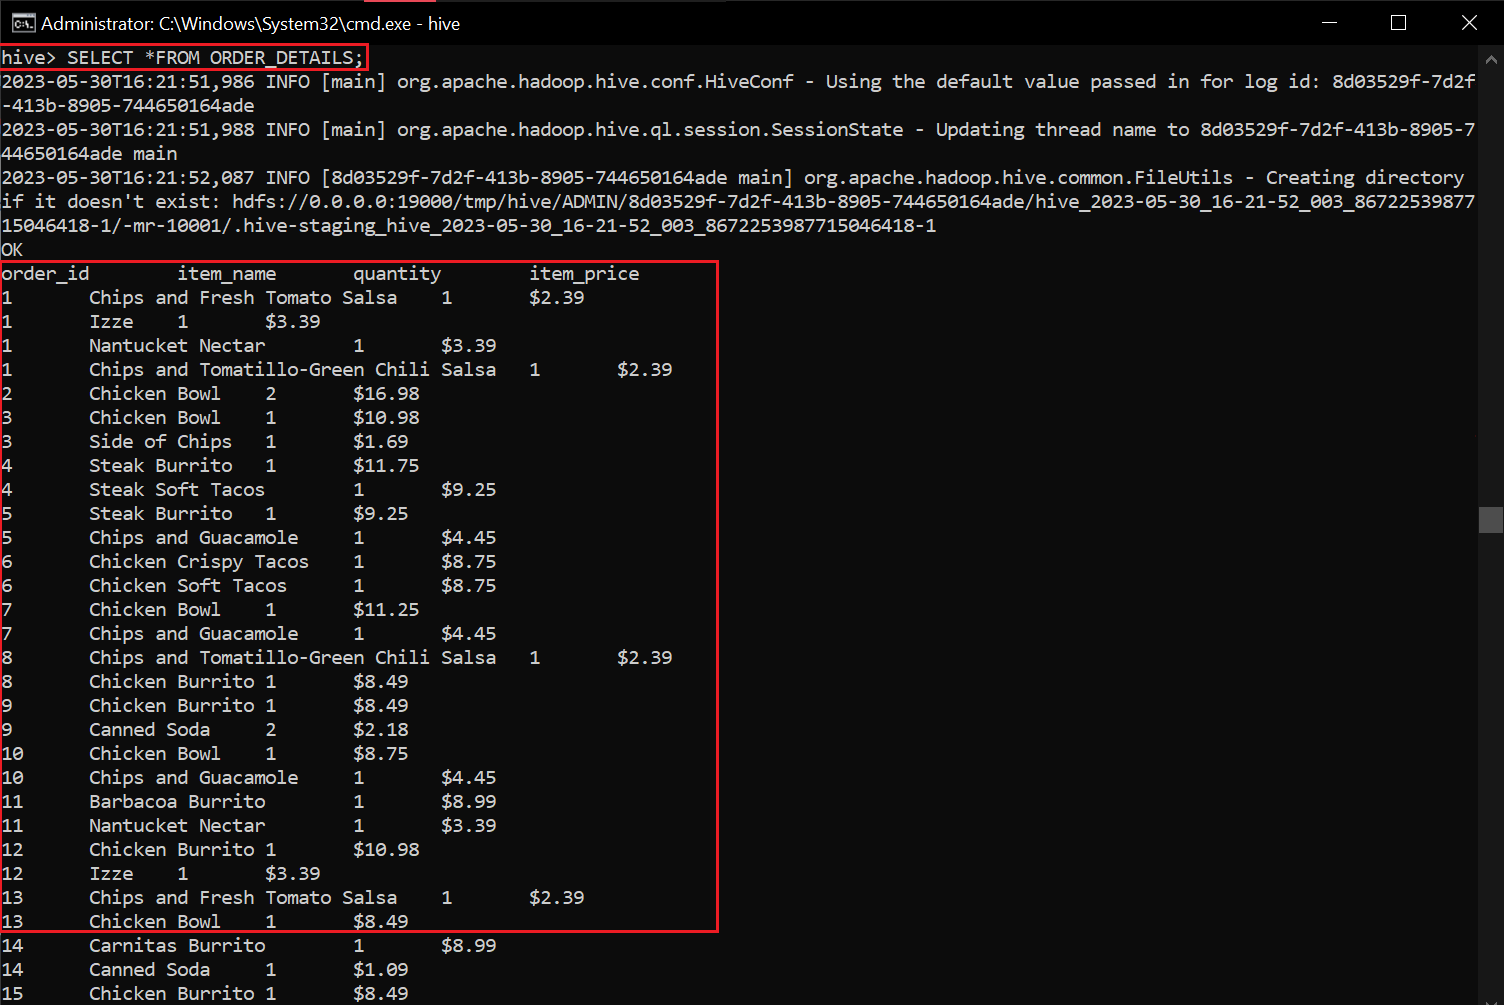 Administrator: C:\Windows\System32\cmd.exe - hive
hive> SELECT *FROM ORDER_DETAILS;
2023-05-30T16:21:51,986 INFO [main] org.apache.hadoop.hive.conf.HiveConf - Using the default value passed in for log id: 8d03529f-7d2f
-413b-8905-744650164ade
2023-05-30T16:21:51,988 INFO [main] org.apache.hadoop.hive.ql.session.SessionState - Updating thread name to 8d03529f-7d2f-413b-8905-7
44650164ade main
2023-05-30T16:21:52,087 INFO [8d03529f-7d2f-413b-8905-744650164ade main] org.apache.hadoop.hive.common.FileUtils - Creating directory
if it doesn't exist: hdfs://0.0.0.0:19000/tmp/hive/ADMIN/8d03529f-7d2f-413b-8905-744650164ade/hive_2023-05-30_16-21-52_003_86722539877
15046418-1/-mr-10001/.hive-staging_hive_2023-05-30_16-21-52_003_8672253987715046418-1
OK
order_id item_name quantity item_price
1 Chips and Fresh Tomato Salsa 1 $2.39
1 Izze 1 $3.39
1 Nantucket Nectar 1 $3.39
1 Chips and Tomatillo-Green Chili Salsa 1 $2.39
2 Chicken Bowl 2 $16.98
3 Chicken Bowl 1 $10.98
3 Side of Chips 1 $1.69
4 Steak Burrito 1 $11.75
4 Steak Soft Tacos 1 $9.25
5 Steak Burrito 1 $9.25
5 Chips and Guacamole 1 $4.45
6 Chicken Crispy Tacos 1 $8.75
6 Chicken Soft Tacos 1 $8.75
7 Chicken Bowl 1 $11.25
7 Chips and Guacamole 1 $4.45
8 Chips and Tomatillo-Green Chili Salsa 1 $2.39
8 Chicken Burrito 1 $8.49
9 Chicken Burrito 1 $8.49
9 Canned Soda 2 $2.18
10 Chicken Bowl 1 $8.75
10 Chips and Guacamole 1 $4.45
11 Barbacoa Burrito 1 $8.99
11 Nantucket Nectar 1 $3.39
12 Chicken Burrito 1 $10.98
12 Izze 1 $3.39
13 Chips and Fresh Tomato Salsa 1 $2.39
13 Chicken Bowl 1 $8.49
14 Carnitas Burrito 1 $8.99
14 Canned Soda 1 $1.09
15 Chicken Burrito 1 $8.49